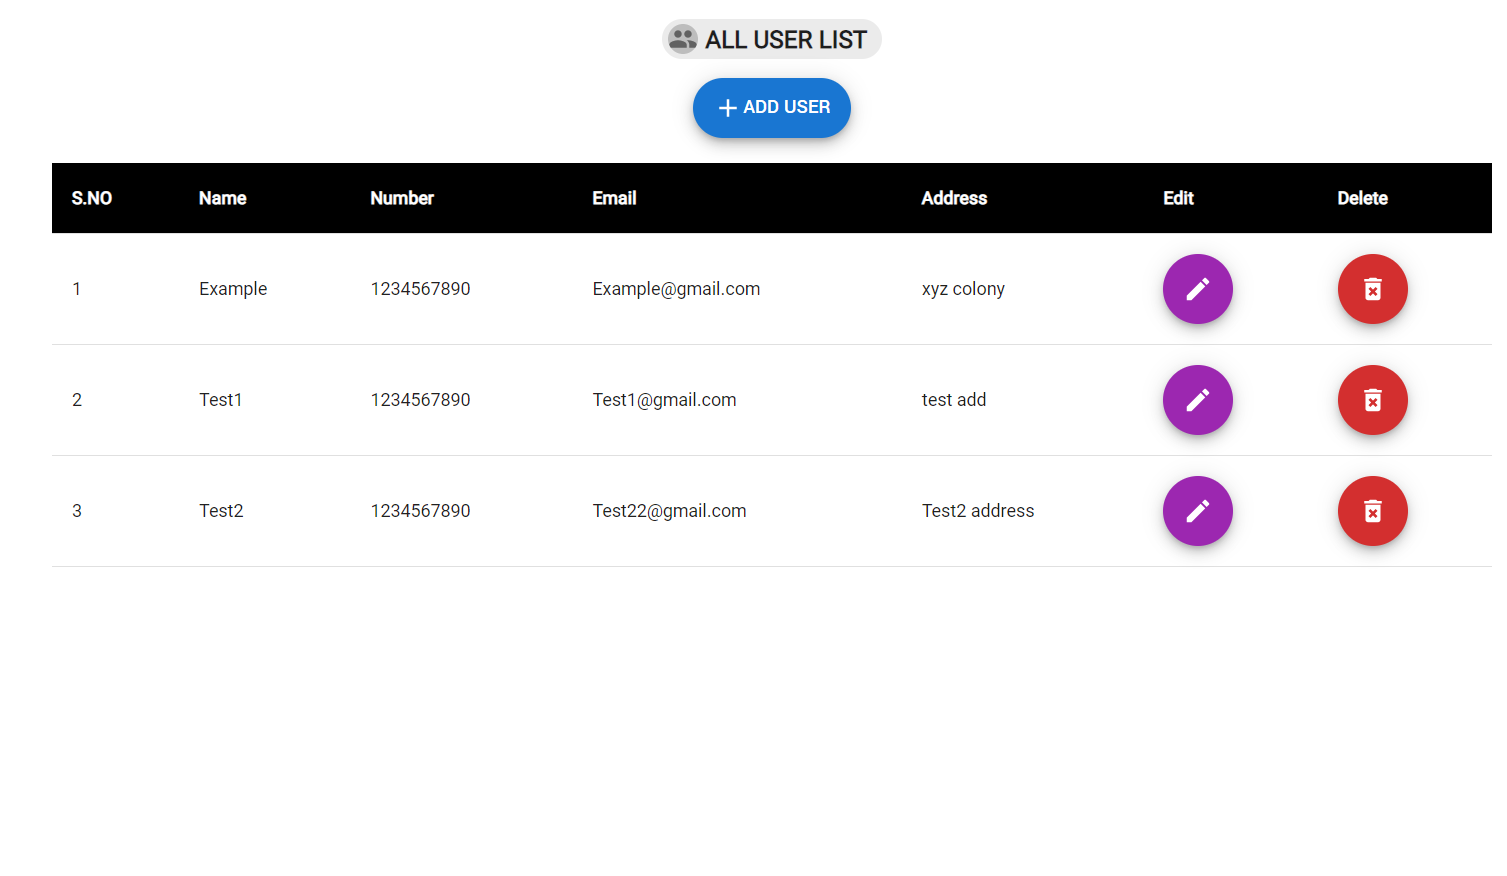 ALL USER LIST
ADD USER
S.NO Name Number Email Address Edit Delete
1 Example 1234567890 Example@gmail.com xyz colony
2 Test1 1234567890 Test1@gmail.com test add
3 Test2 1234567890 Test22@gmail.com Test2 address